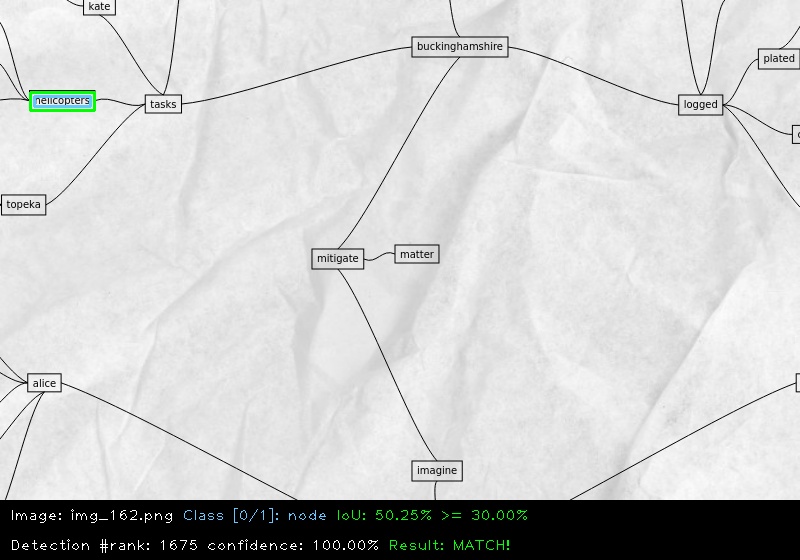 kate
buckinghamshire
plated
helicopters
tasks
logged
topeka
mitigate
matter
alice
imagine
Image: img_162.png Class [0/1]: node IoU: 50.25% >= 30.00%
Detection #rank: 1675 confidence: 100.00% Result: MATCH!